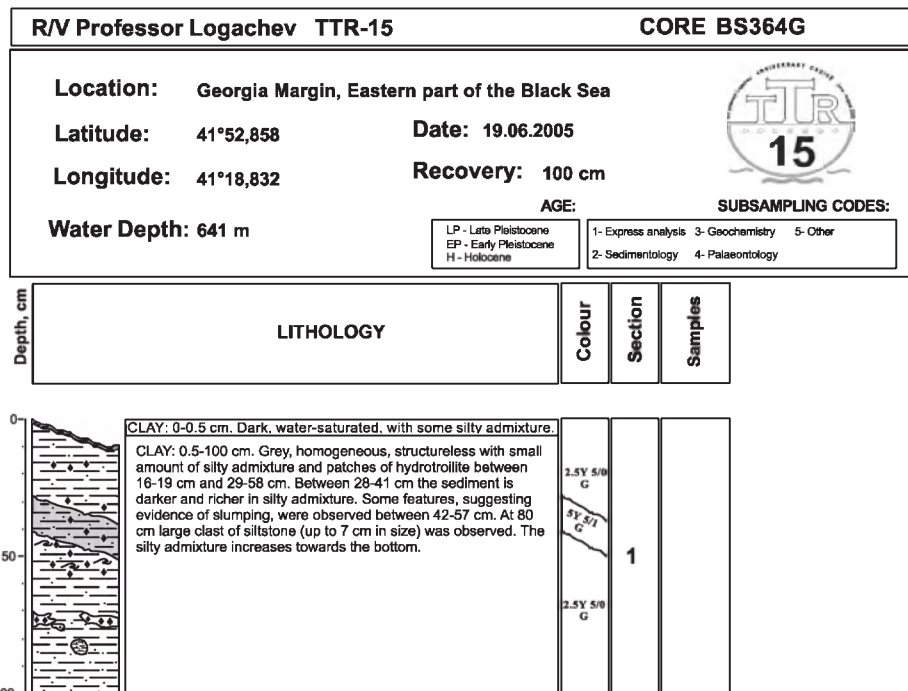 R/V Professor Logachev TTR-15
CORE BS364G
Location: Georgia Margin, Eastern part of the Black Sea
Latitude: 41°52,858
Date: 19.06.2005
Longitude: 41°18,832
Recovery: 100 cm
Water Depth: 641 m
TTR
15
AGE:
LP - Late Pleistocene
EP - Early Pleistocene
H - Holocene
SUBSAMPLING CODES:
1- Express analysis 3- Geochemistry 5- Other
2- Sedimentology 4- Palaeontology
Depth, cm
LITHOLOGY
Colour
Section
Samples
0
CLAY: 0-0.5 cm. Dark, water-saturated, with some silty admixture.
CLAY: 0.5-100 cm. Grey, homogeneous, structureless with small
amount of silty admixture and patches of hydrotroilite between
16-19 cm and 29-58 cm. Between 28-41 cm the sediment is
darker and richer in silty admixture. Some features, suggesting
evidence of slumping, were observed between 42-57 cm. At 80
cm large clast of siltstone (up to 7 cm in size) was observed. The
silty admixture increases towards the bottom.
2.5Y 5/0
G
5Y 5/1
G
50
1
2.5Y 5/0
G